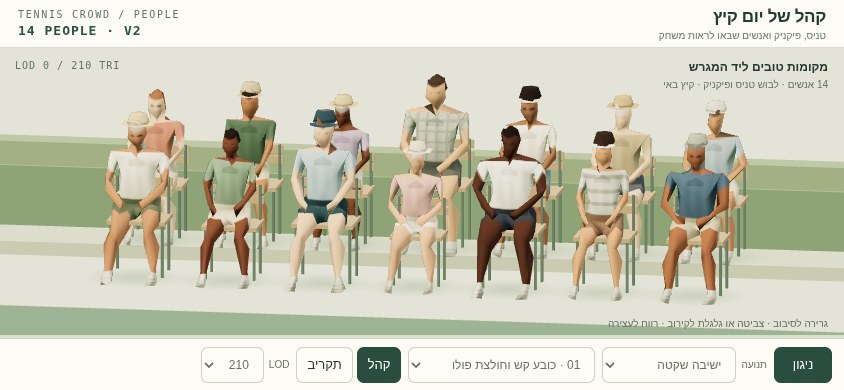 TENNIS CROWD / PEOPLE
14 PEOPLE · V2
קהל של יום קיץ
טניס, פיקניק ואנשים שבאו לראות משחק
LOD 0 / 210 TRI
מקומות טובים ליד המגרש
14 אנשים · לבוש טניס ופיקניק · קיץ באי
גרירה לסיבוב · צביטה או גלגלת לקירוב · רווח לעצירה
ניגון
תנועה
ישיבה שקטה
01 · כובע קש וחולצת פולו
קהל
תקריב
LOD
210